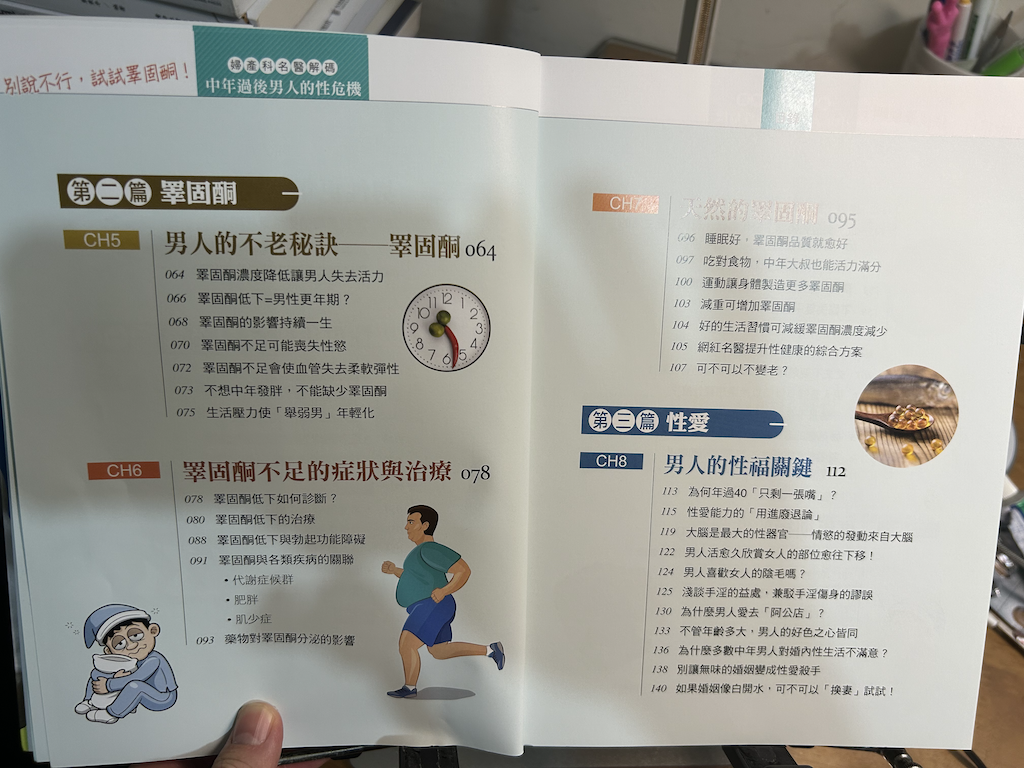 別說不行，試試睪固酮！
婦產科名醫解碼
中年過後男人的性危機
第二篇 睪固酮
CH5 男人的不老秘訣——睪固酮 064
064 睪固酮濃度降低讓男人失去活力
066 睪固酮低下=男性更年期？
068 睪固酮的影響持續一生
070 睪固酮不足可能喪失性慾
072 睪固酮不足會使血管失去柔軟彈性
073 不想中年發胖，不能缺少睪固酮
075 生活壓力使「舉弱男」年輕化
12 1 2 3 4 5 6 7 8 9 10 11
CH6 睪固酮不足的症狀與治療 078
078 睪固酮低下如何診斷？
080 睪固酮低下的治療
088 睪固酮低下與勃起功能障礙
091 睪固酮與各類疾病的關聯
•代謝症候群
•肥胖
•肌少症
093 藥物對睪固酮分泌的影響
CH7 天然的睪固酮 095
096 睡眠好，睪固酮品質就愈好
097 吃對食物，中年大叔也能活力滿分
100 運動讓身體製造更多睪固酮
103 減重可增加睪固酮
104 好的生活習慣可減緩睪固酮濃度減少
105 網紅名醫提升性健康的綜合方案
107 可不可以不變老？
第三篇 性愛
CH8 男人的性福關鍵 112
113 為何年過40「只剩一張嘴」？
115 性愛能力的「用進廢退論」
119 大腦是最大的性器官——情慾的發動來自大腦
122 男人活愈久欣賞女人的部位愈往下移！
124 男人喜歡女人的陰毛嗎？
125 淺談手淫的益處，兼駁手淫傷身的謬誤
130 為什麼男人愛去「阿公店」？
133 不管年齡多大，男人的好色之心皆同
136 為什麼多數中年男人對婚內性生活不滿意？
138 別讓無味的婚姻變成性愛殺手
140 如果婚姻像白開水，可不可以「換妻」試試！